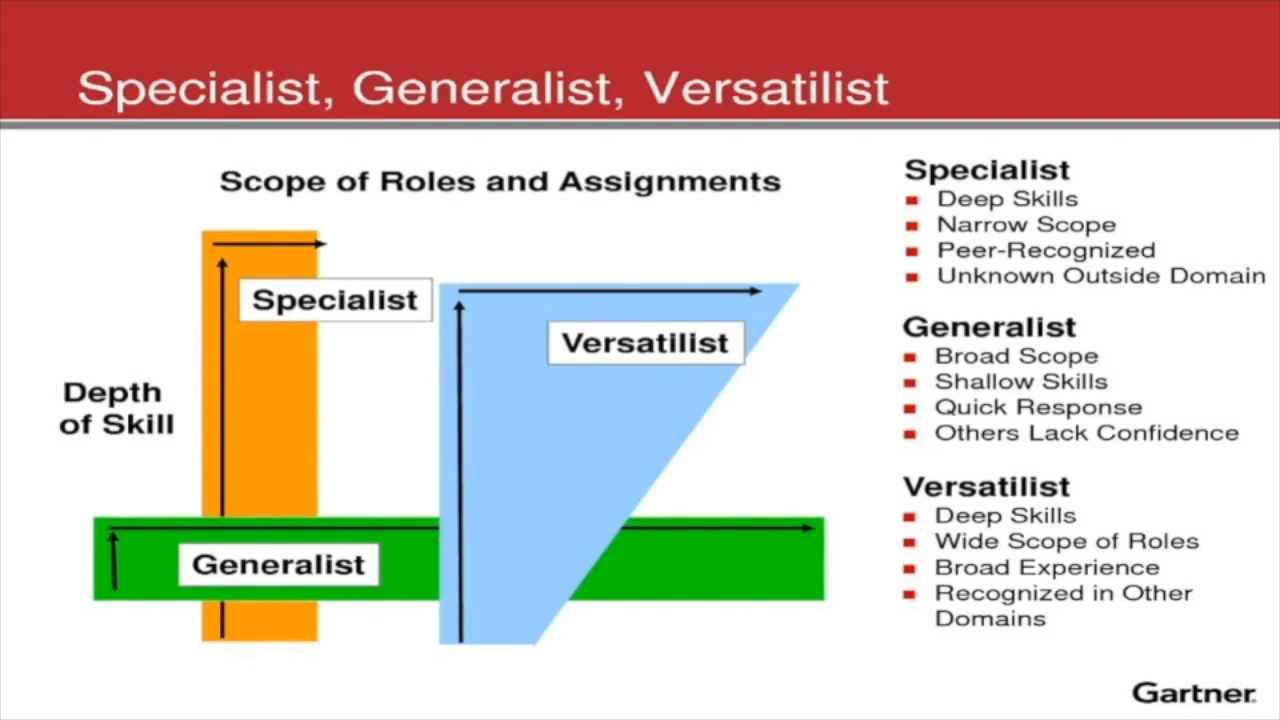 Specialist, Generalist, Versatilist
Scope of Roles and Assignments
Specialist
Versatilist
Depth
of Skill
Generalist
Specialist
Deep Skills
Narrow Scope
Peer-Recognized
Unknown Outside Domain
Generalist
Broad Scope
Shallow Skills
Quick Response
Others Lack Confidence
Versatilist
Deep Skills
Wide Scope of Roles
Broad Experience
Recognized in Other
Domains
Gartner